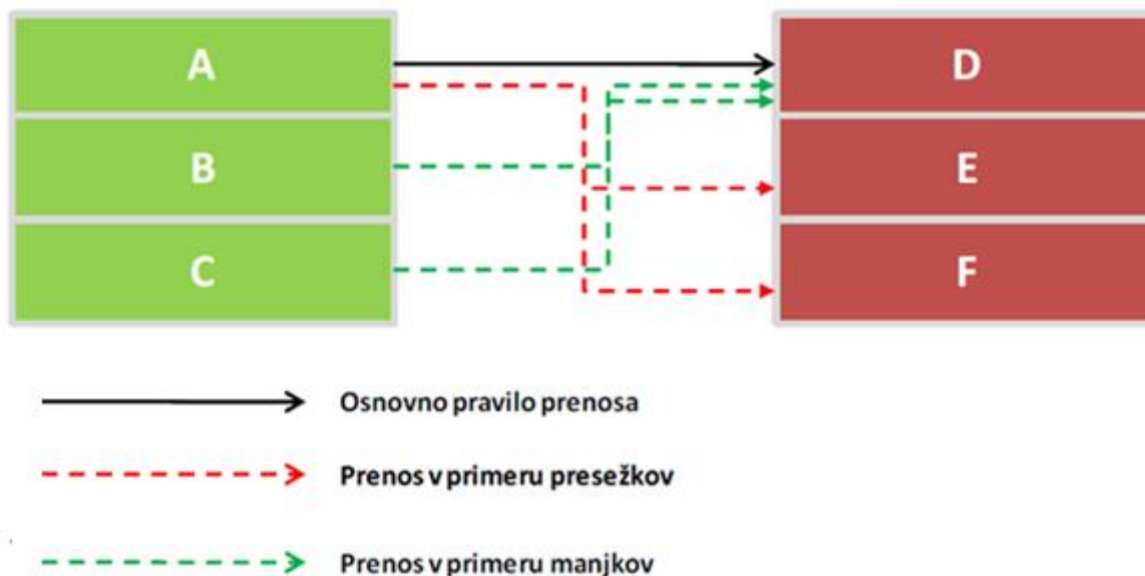 A
D
B
E
C
F
Osnovno pravilo prenosa
Prenos v primeru presežkov
Prenos v primeru manjkov